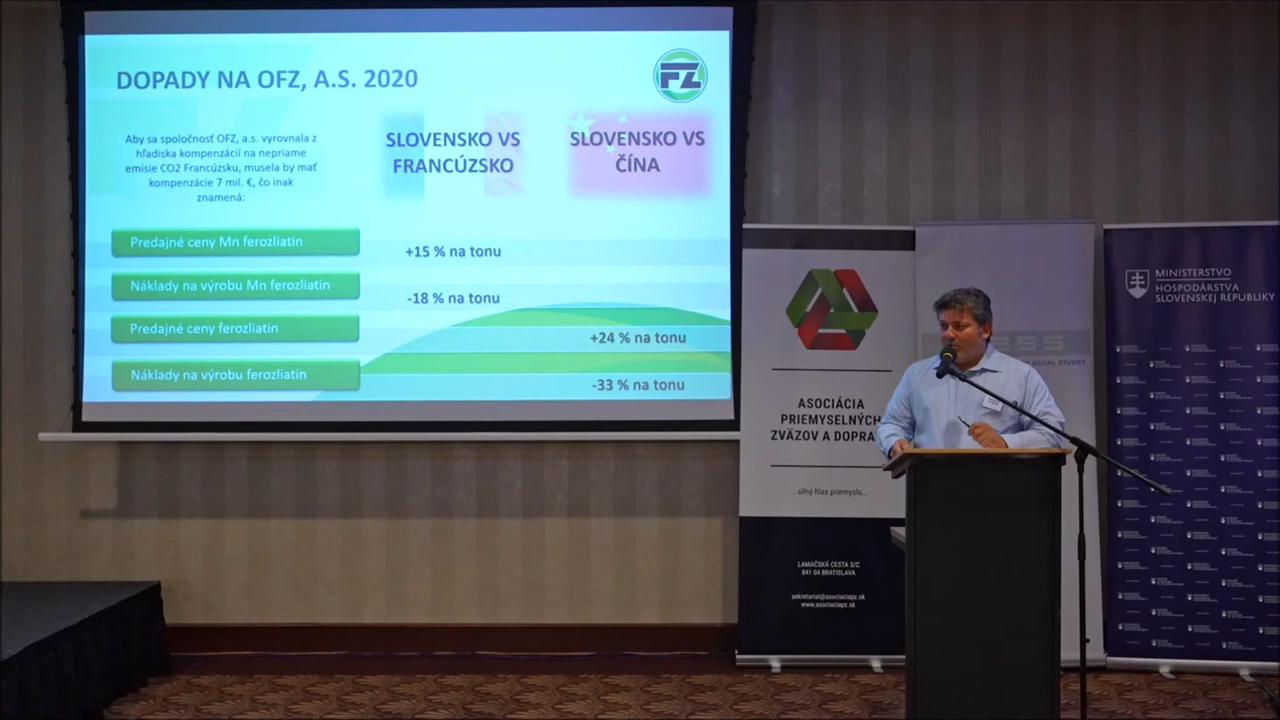 DOPADY NA OFZ, A.S. 2020
FZ
Aby sa spoločnosť OFZ, a.s. vyrovnala z
hľadiska kompenzácií na nepriame
emisie CO2 Francúzsku, musela by mať
kompenzácie 7 mil. €, čo inak
znamená:
SLOVENSKO VS
FRANCÚZSKO
SLOVENSKO VS
ČÍNA
Predajné ceny Mn ferozliatin
+15 % na tonu
Náklady na výrobu Mn ferozliatin
-18 % na tonu
Predajné ceny ferozliatin
+24 % na tonu
Náklady na výrobu ferozliatin
-33 % na tonu
ASOCIÁCIA
PRIEMYSELNÝCH
ZVÄZOV A DOPRA
...silný hlas priemyslu...
LAMAČSKÁ CESTA 3/C
841 04 BRATISLAVA
sekretariat@asociaciapz.sk
www.asociaciapz.sk
SOCIAL STUDIES
MINISTERSTVO
HOSPODÁRSTVA
SLOVENSKEJ REPUBLIKY